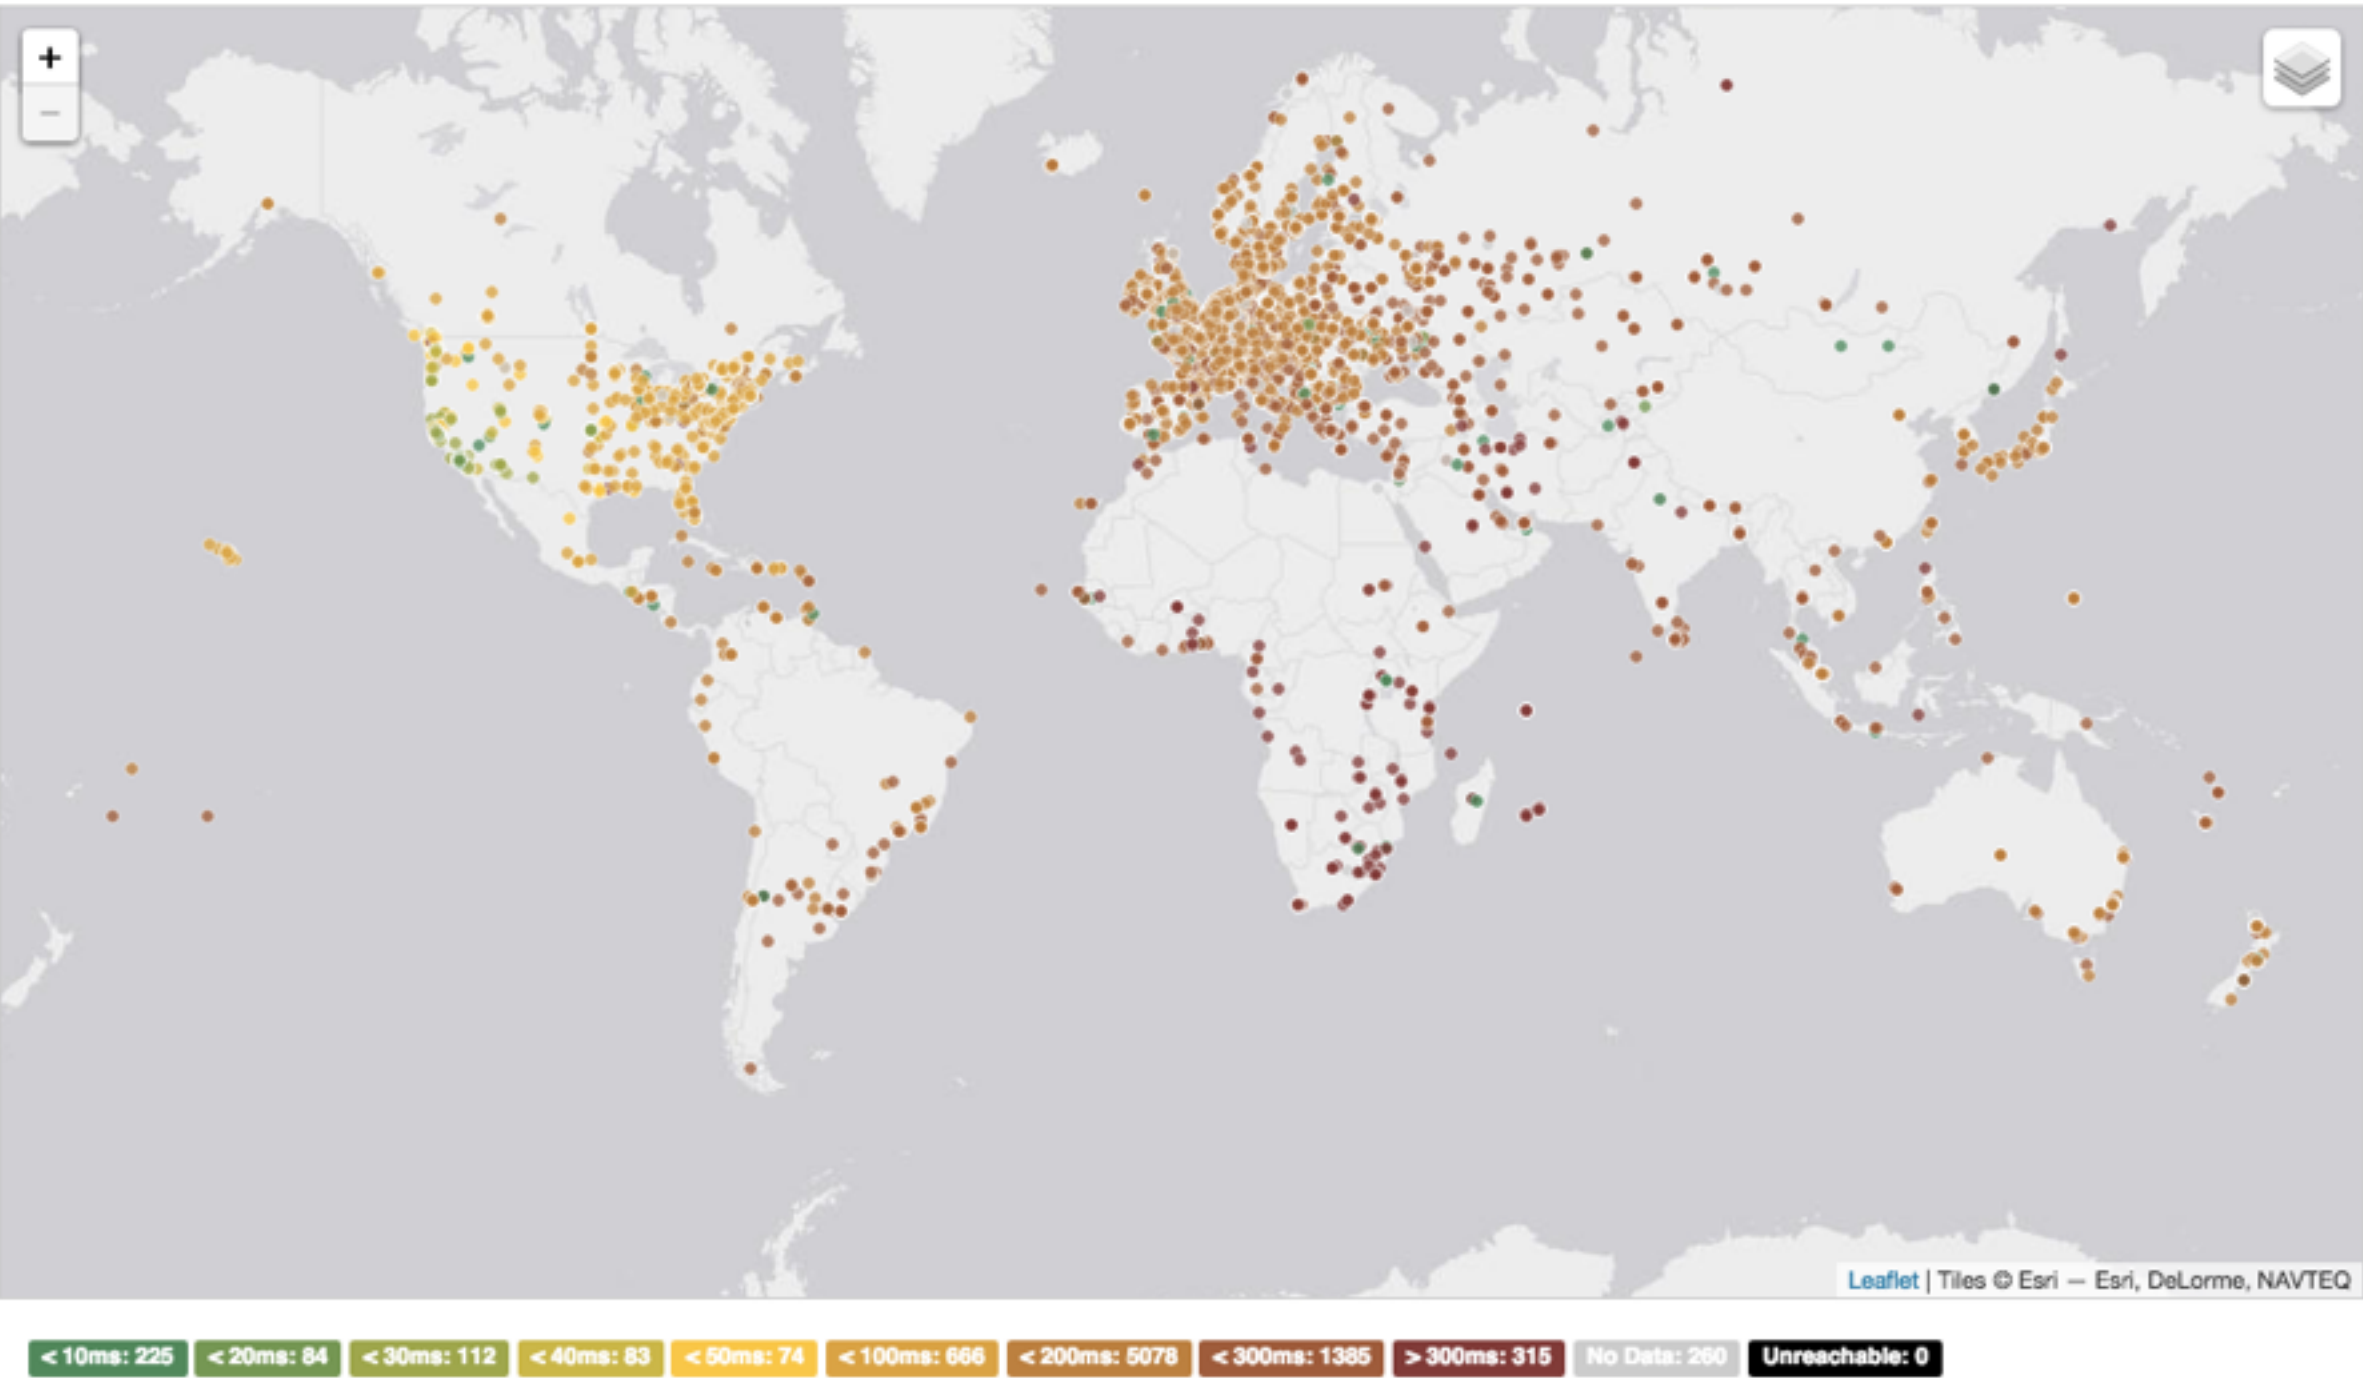 +
−
Leaflet | Tiles © Esri — Esri, DeLorme, NAVTEQ
< 10ms: 225 < 20ms: 84 < 30ms: 112 < 40ms: 83 < 50ms: 74 < 100ms: 666 < 200ms: 5078 < 300ms: 1385 > 300ms: 315 No Data: 260 Unreachable: 0